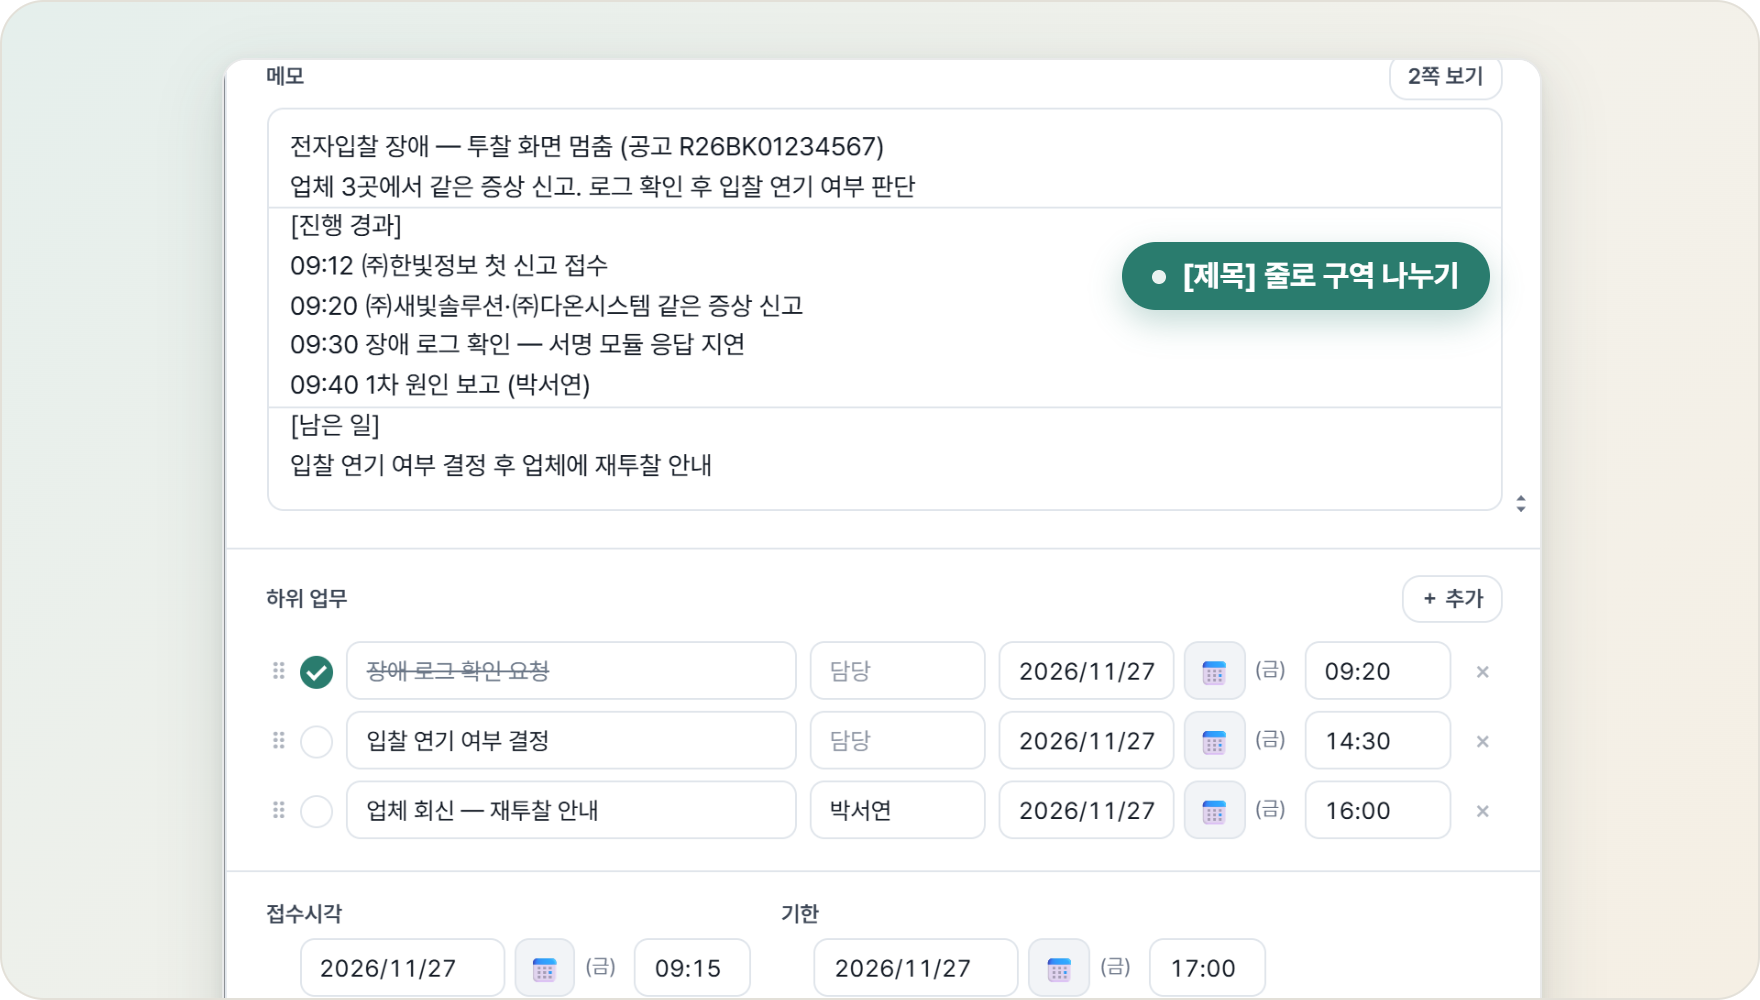 메모
2쪽 보기
전자입찰 장애 — 투찰 화면 멈춤 (공고 R26BK01234567)
업체 3곳에서 같은 증상 신고. 로그 확인 후 입찰 연기 여부 판단
[진행 경과]
09:12 ㈜한빛정보 첫 신고 접수
09:20 ㈜새빛솔루션·㈜다온시스템 같은 증상 신고
09:30 장애 로그 확인 — 서명 모듈 응답 지연
09:40 1차 원인 보고 (박서연)
[제목] 줄로 구역 나누기
[남은 일]
입찰 연기 여부 결정 후 업체에 재투찰 안내
하위 업무
+ 추가
장애 로그 확인 요청 담당 2026/11/27 (금) 09:20 ×
입찰 연기 여부 결정 담당 2026/11/27 (금) 14:30 ×
업체 회신 — 재투찰 안내 박서연 2026/11/27 (금) 16:00 ×
접수시각 기한
2026/11/27 (금) 09:15 2026/11/27 (금) 17:00